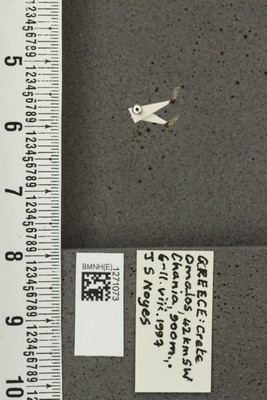 5
6
7
8
9
10
BMNH(E)
1271073
GREECE: Crete
Omalos, 42km SW
Chania, 900m,
6-11.viii.1997
J S Noyes